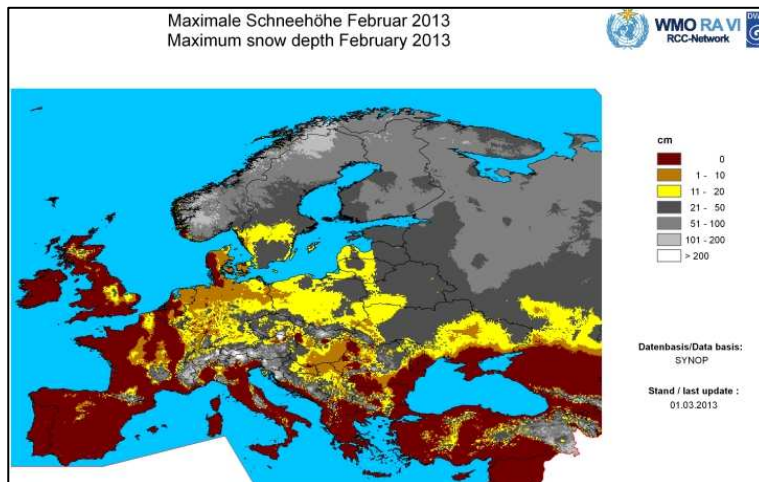 Maximale Schneehöhe Februar 2013
Maximum snow depth February 2013
WMO RA VI
RCC-Network
cm
0
1 - 10
11 - 20
21 - 50
51 - 100
101 - 200
> 200
Datenbasis/Data basis:
SYNOP
Stand / last update :
01.03.2013